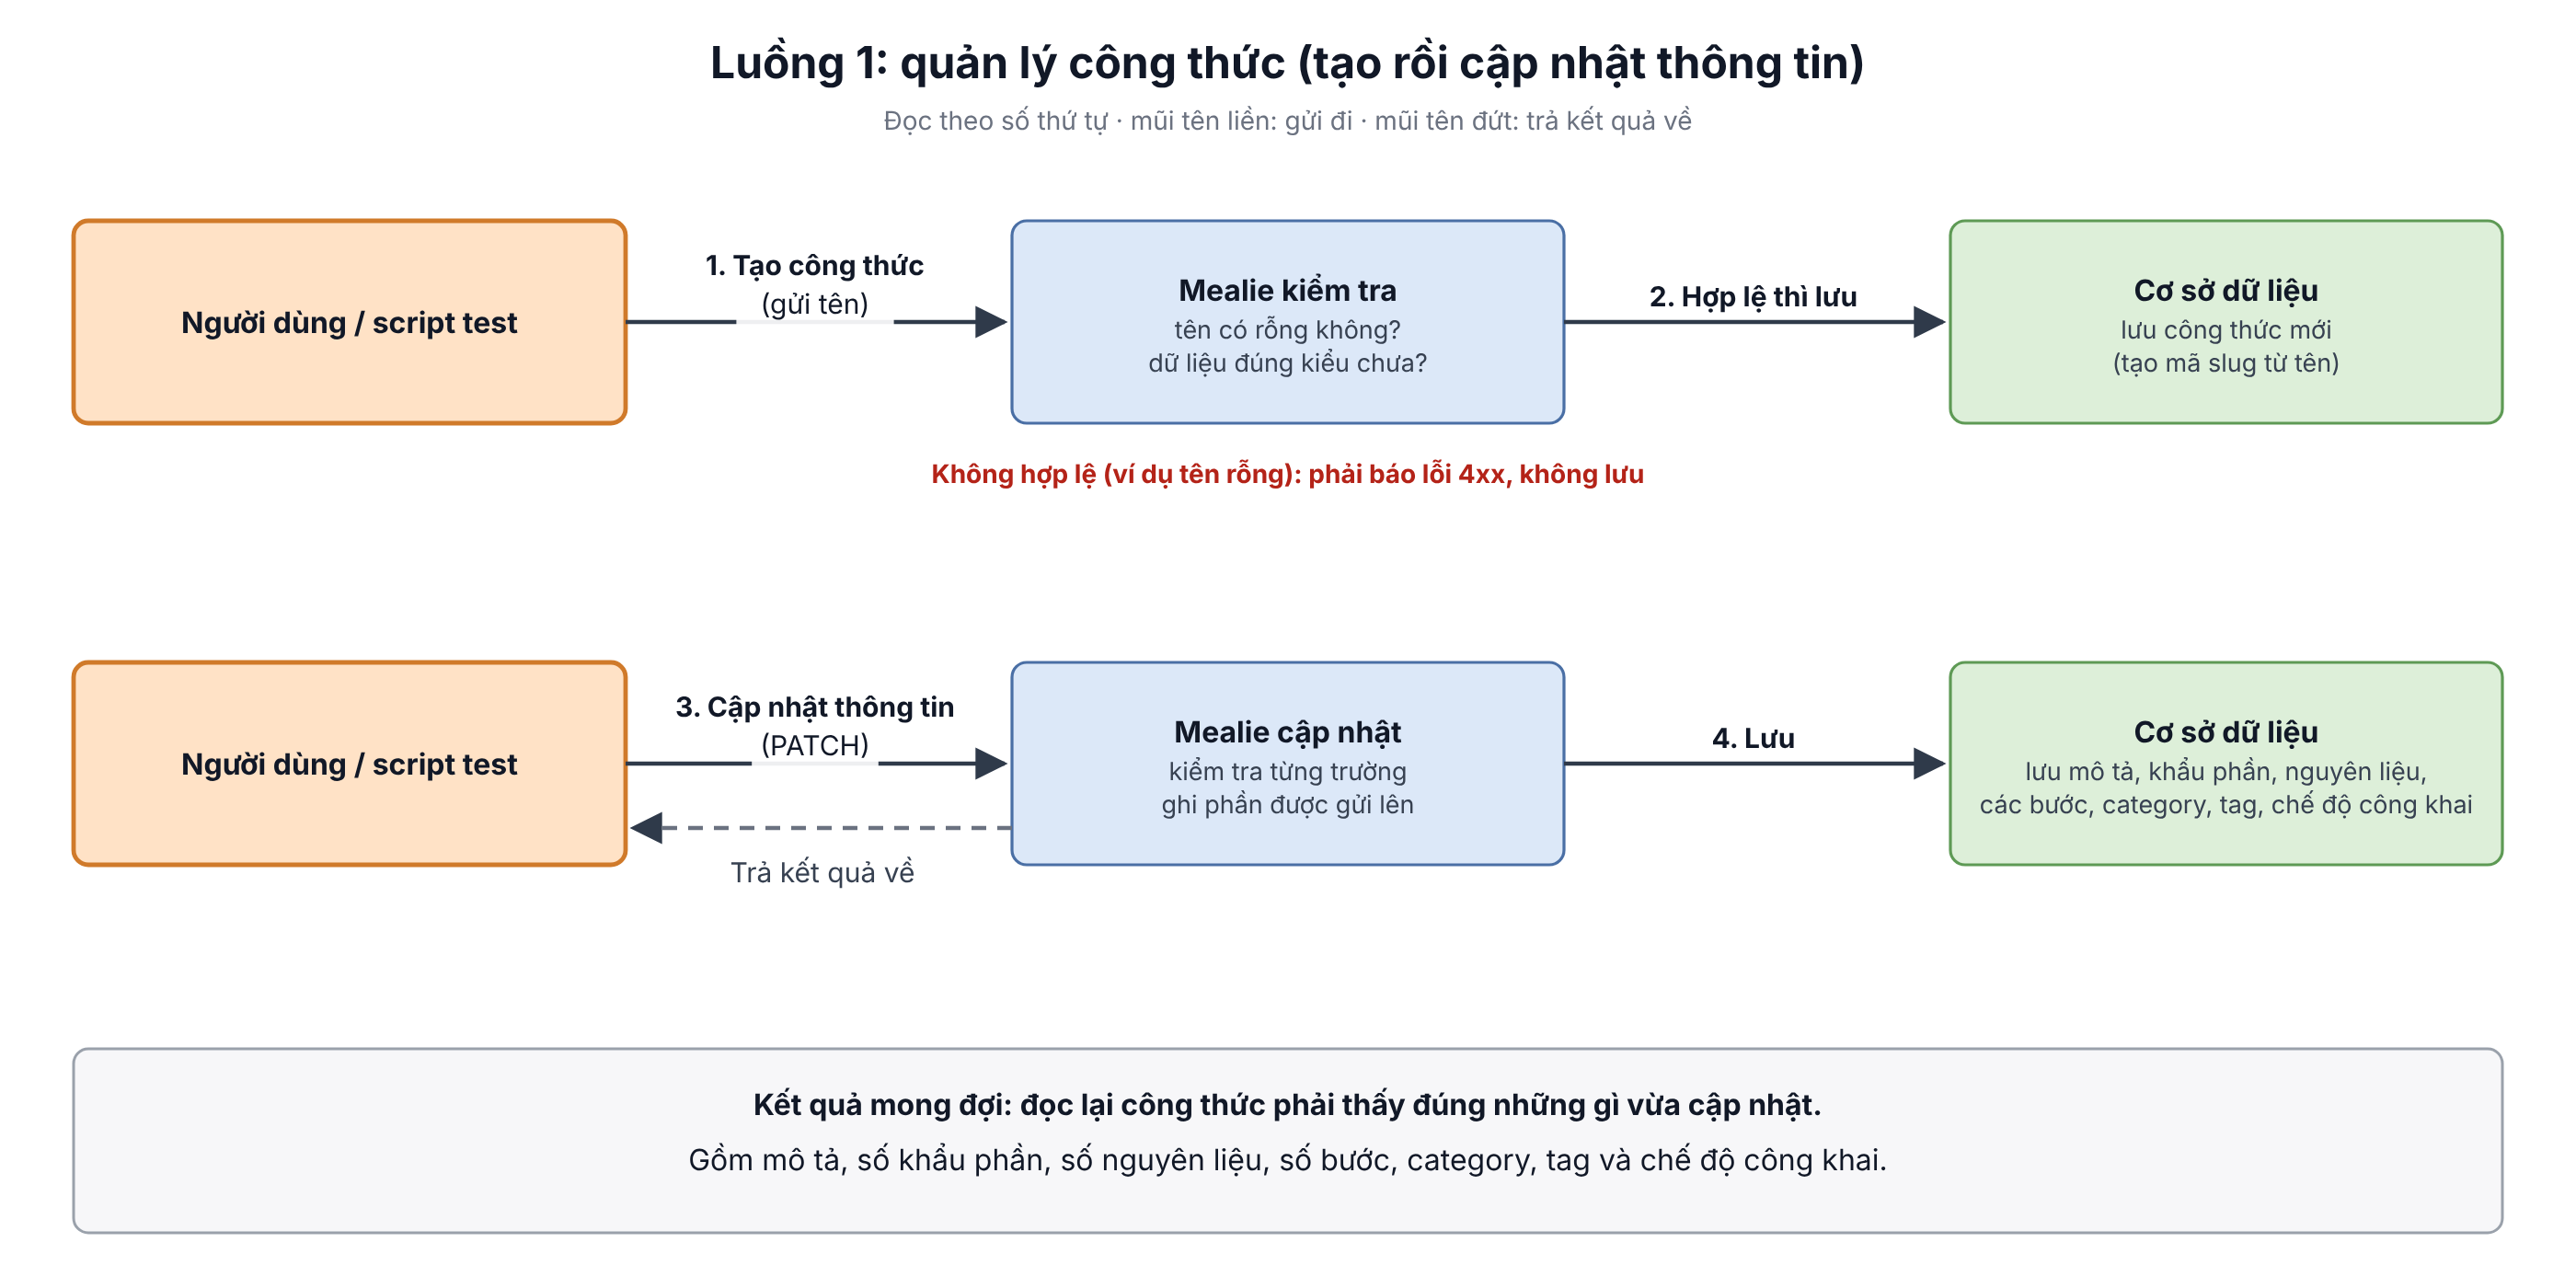 Luồng 1: quản lý công thức (tạo rồi cập nhật thông tin)
Đọc theo số thứ tự · mũi tên liền: gửi đi · mũi tên đứt: trả kết quả về
Người dùng / script test
1. Tạo công thức
(gửi tên)
Mealie kiểm tra
tên có rỗng không?
dữ liệu đúng kiểu chưa?
2. Hợp lệ thì lưu
Cơ sở dữ liệu
lưu công thức mới
(tạo mã slug từ tên)
Không hợp lệ (ví dụ tên rỗng): phải báo lỗi 4xx, không lưu
Người dùng / script test
3. Cập nhật thông tin
(PATCH)
Trả kết quả về
Mealie cập nhật
kiểm tra từng trường
ghi phần được gửi lên
4. Lưu
Cơ sở dữ liệu
lưu mô tả, khẩu phần, nguyên liệu,
các bước, category, tag, chế độ công khai
Kết quả mong đợi: đọc lại công thức phải thấy đúng những gì vừa cập nhật.
Gồm mô tả, số khẩu phần, số nguyên liệu, số bước, category, tag và chế độ công khai.